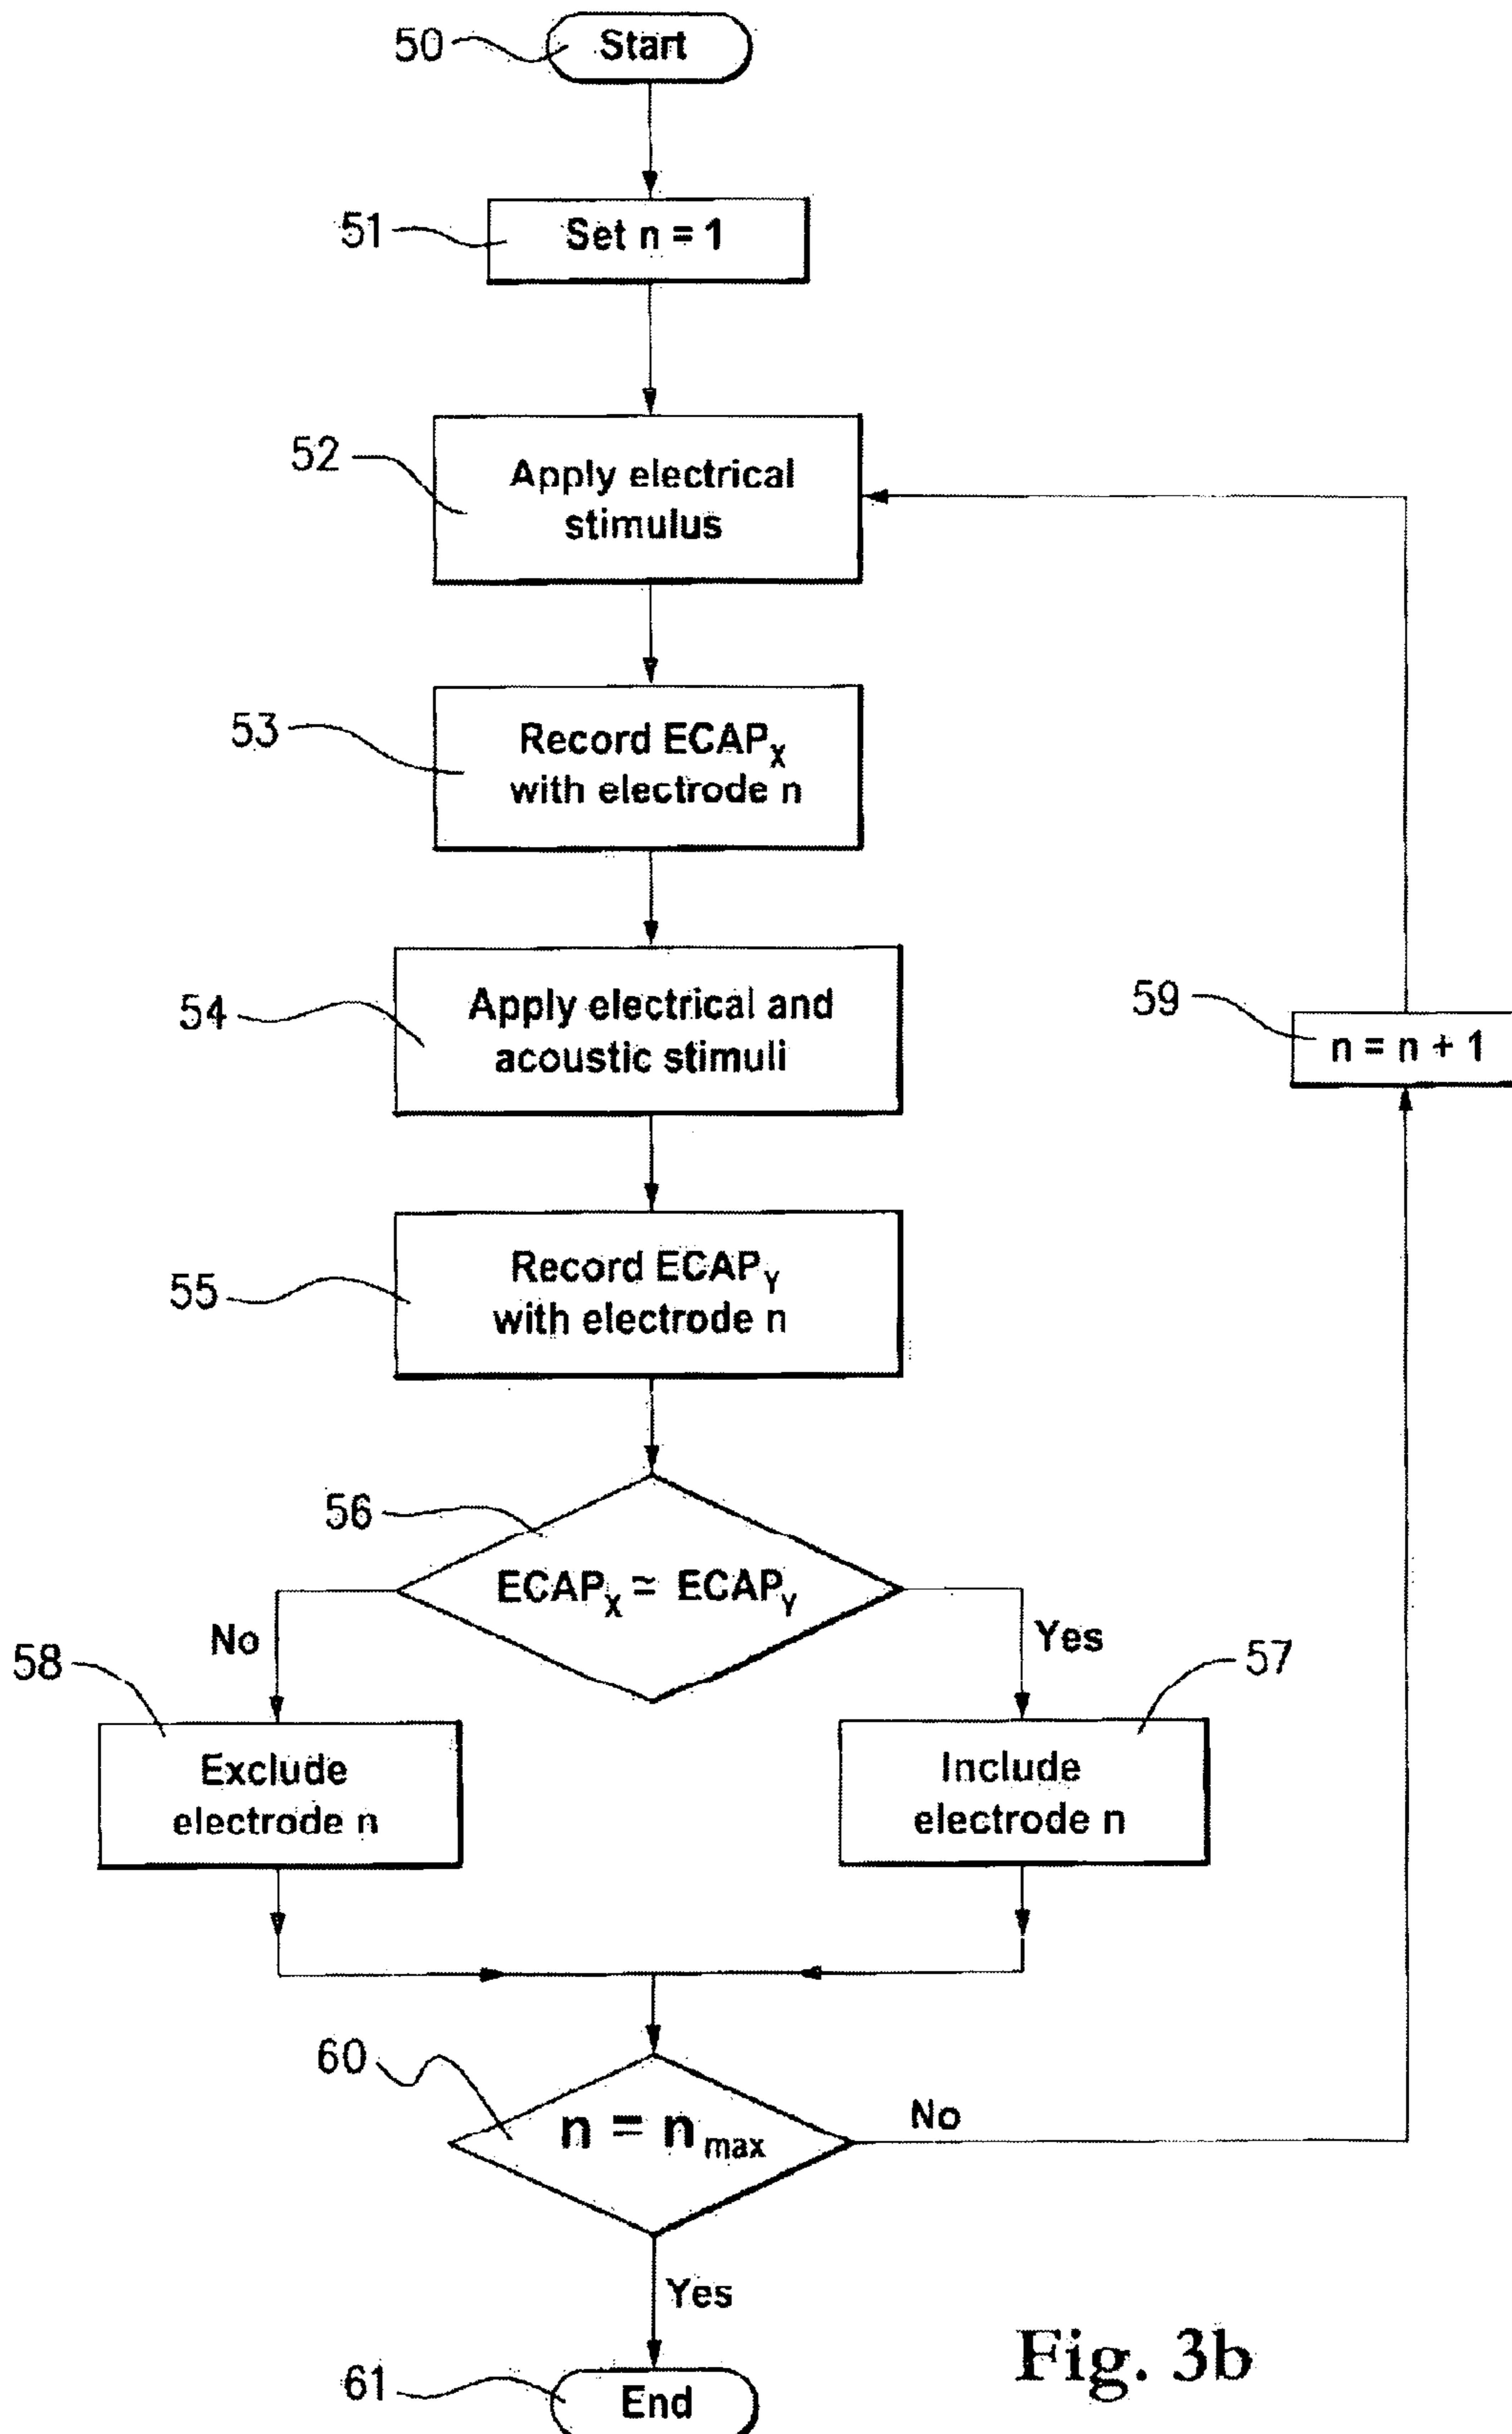 50
Start
51
Set n = 1
52
Apply electrical
stimulus
53
Record ECAPX
with electrode n
54
Apply electrical and
acoustic stimuli
59
n = n + 1
55
Record ECAPY
with electrode n
56
ECAPX ≃ ECAPY
No
Yes
58
57
Exclude
electrode n
Include
electrode n
60
n = nmax
No
Yes
61
End
Fig. 3b